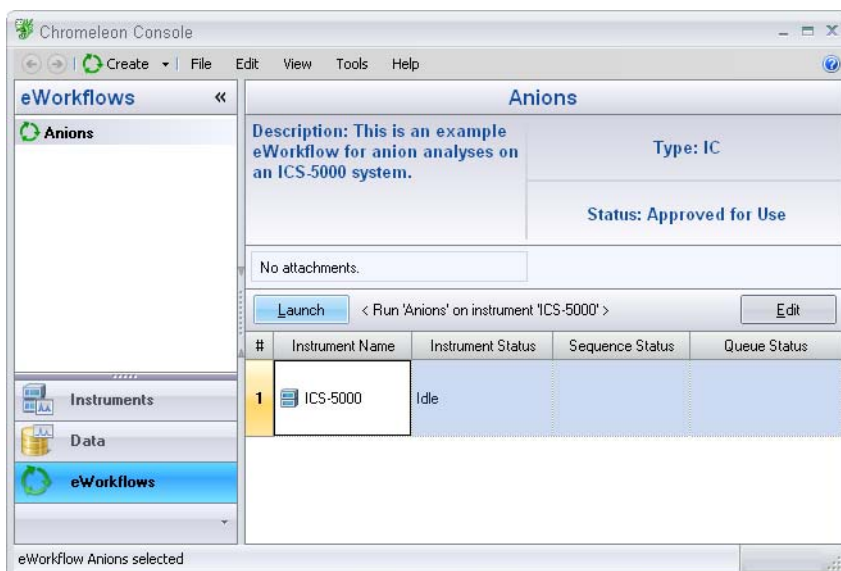 Chromeleon Console
Create File Edit View Tools Help
eWorkflows «
Anions
Anions
Description: This is an example
eWorkflow for anion analyses on
an ICS-5000 system.
Type: IC
Status: Approved for Use
No attachments.
Launch < Run 'Anions' on instrument 'ICS-5000' > Edit
# Instrument Name Instrument Status Sequence Status Queue Status
1 ICS-5000 Idle
Instruments
Data
eWorkflows
eWorkflow Anions selected